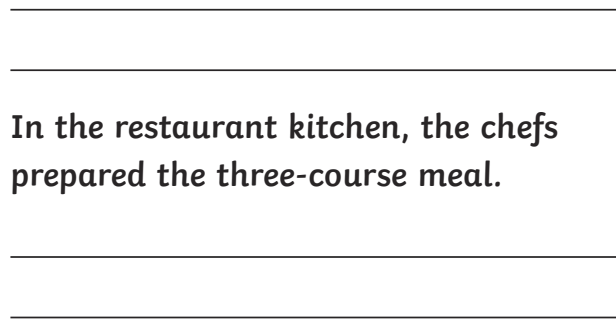 In the restaurant kitchen, the chefs
prepared the three-course meal.